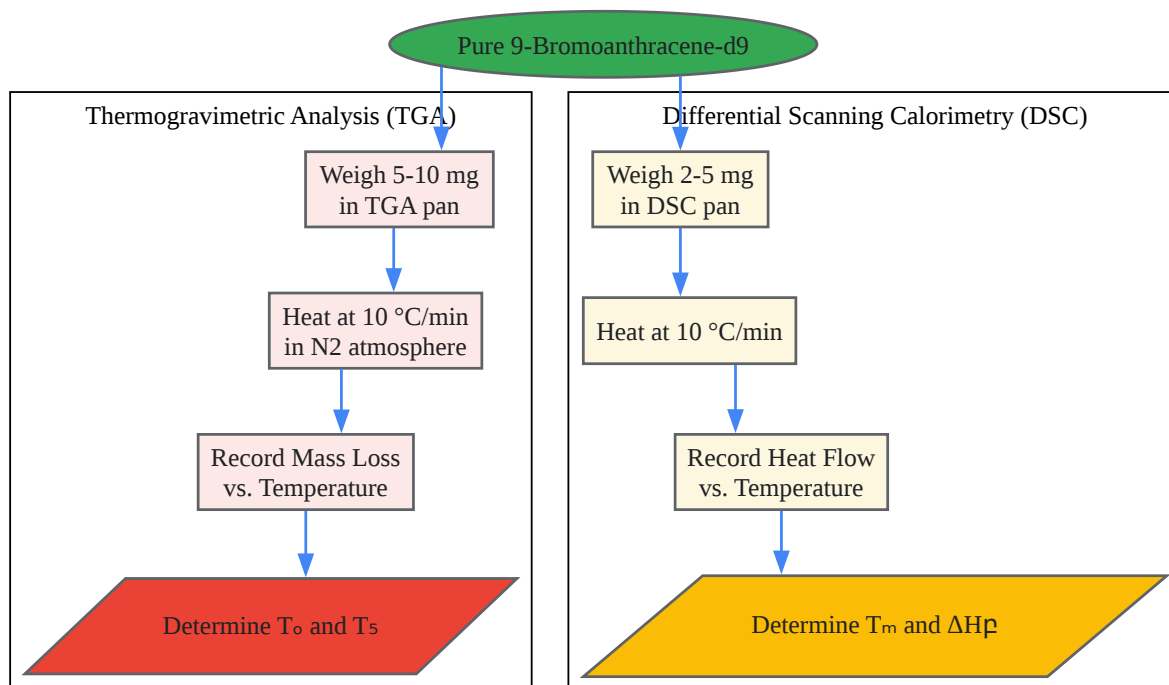 Pure 9-Bromoanthracene-d9
Thermogravimetric Analysis (TGA)
Weigh 5-10 mg
in TGA pan
Heat at 10 °C/min
in N2 atmosphere
Record Mass Loss
vs. Temperature
Determine Tₒ and T₅
Differential Scanning Calorimetry (DSC)
Weigh 2-5 mg
in DSC pan
Heat at 10 °C/min
Record Heat Flow
vs. Temperature
Determine Tₘ and ΔHբ